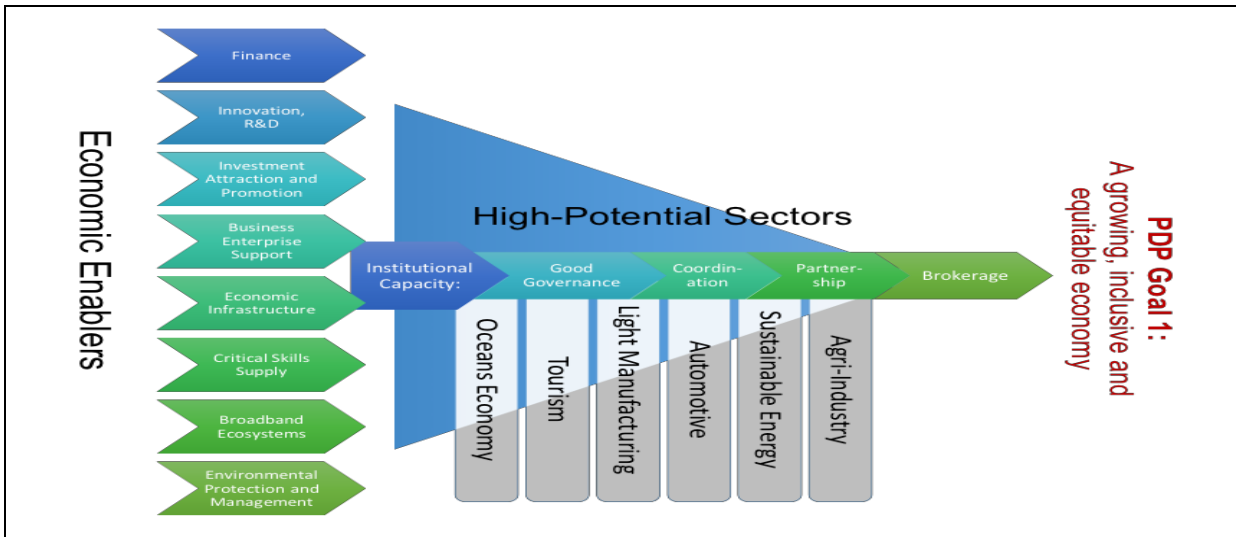 Economic Enablers
Finance
Innovation,
R&D
Investment
Attraction and
Promotion
Business
Enterprise
Support
Economic
Infrastructure
Critical Skills
Supply
Broadband
Ecosystems
Environmental
Protection and
Management
High-Potential Sectors
Institutional
Capacity:
Good
Governance
Coordin-
ation
Partner-
ship
Brokerage
Oceans Economy
Tourism
Light Manufacturing
Automotive
Sustainable Energy
Agri-Industry
PDP Goal 1:
A growing, inclusive and
equitable economy